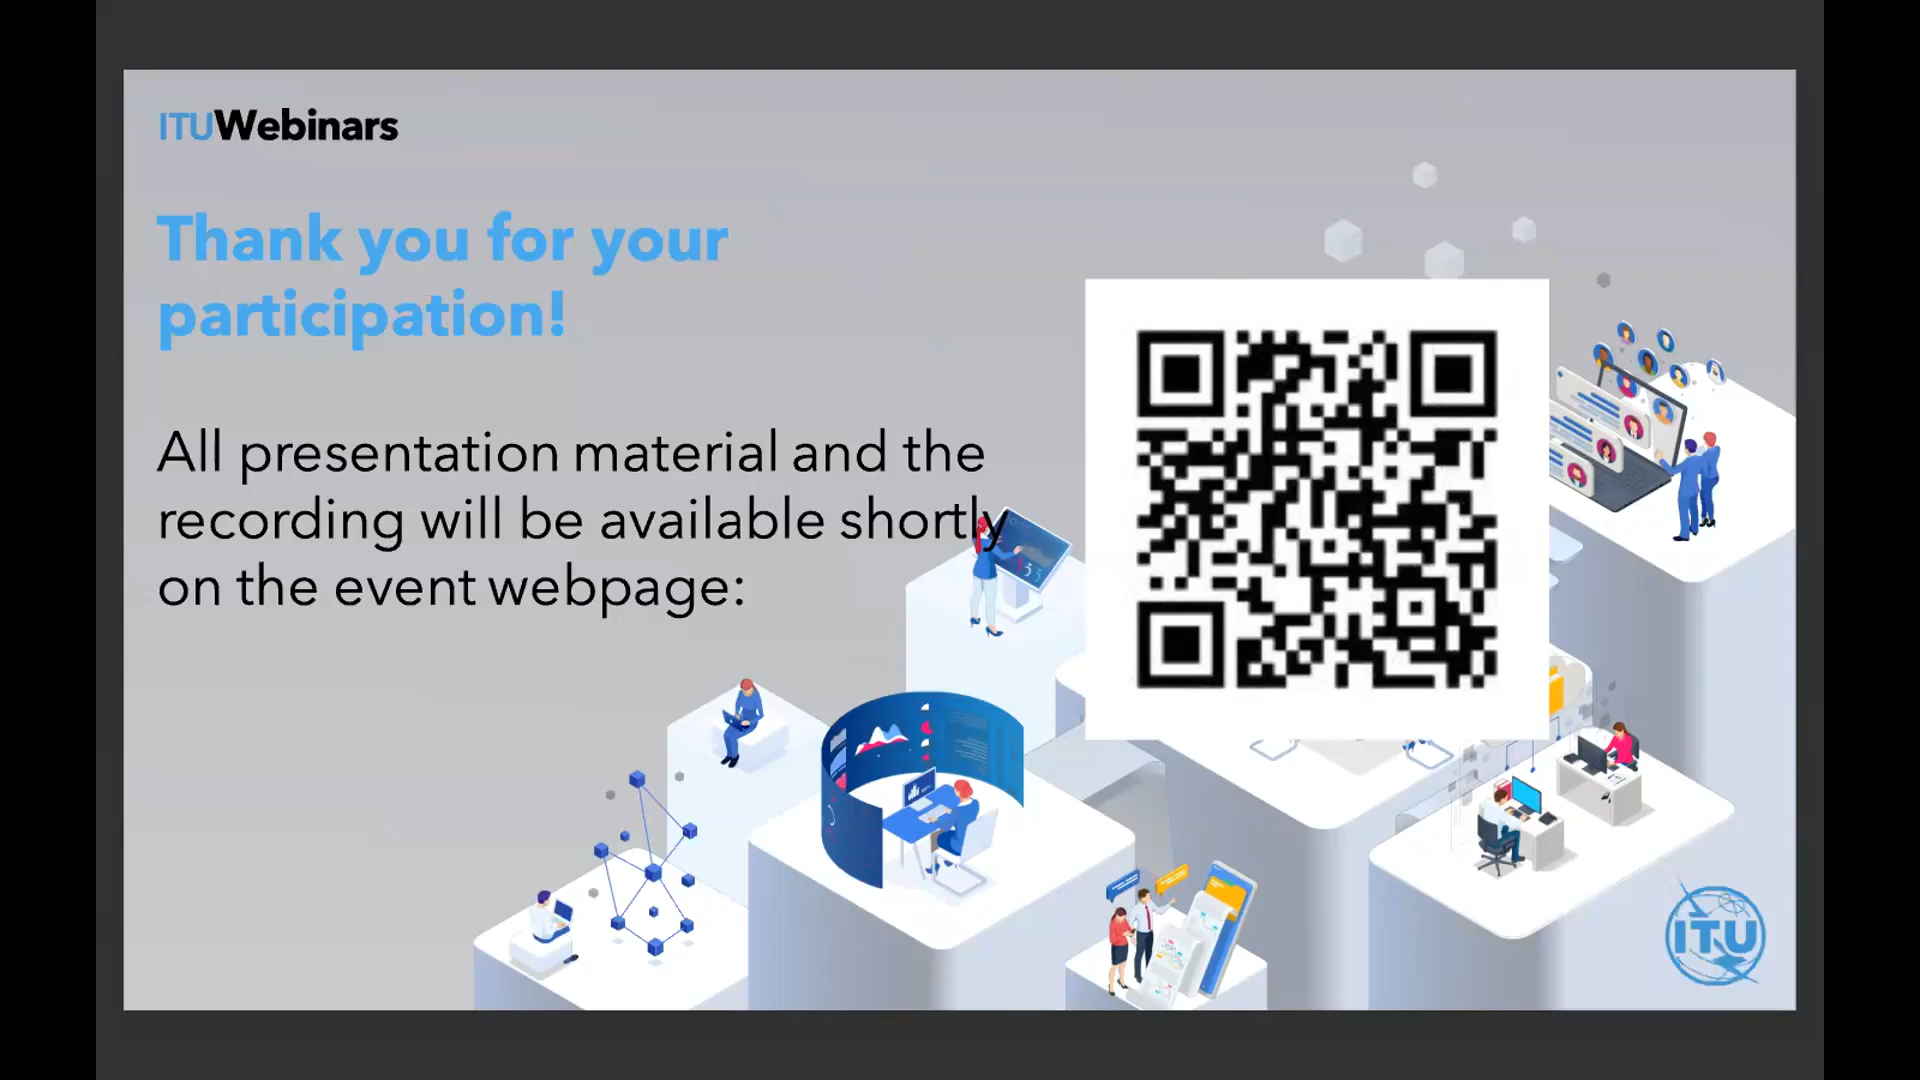 ITUWebinars
Thank you for your
participation!
All presentation material and the
recording will be available shortly
on the event webpage:
ITU